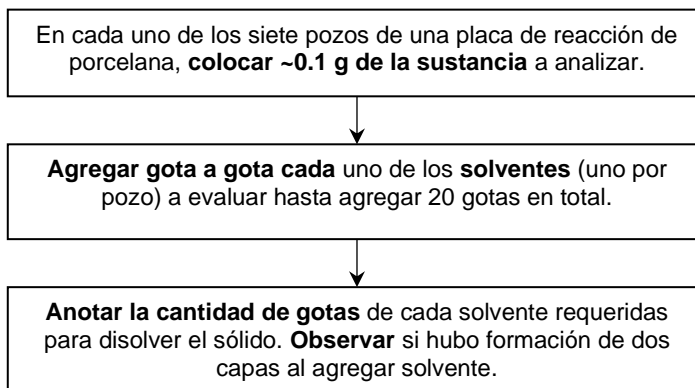 En cada uno de los siete pozos de una placa de reacción de
porcelana, colocar ~0.1 g de la sustancia a analizar.
Agregar gota a gota cada uno de los solventes (uno por
pozo) a evaluar hasta agregar 20 gotas en total.
Anotar la cantidad de gotas de cada solvente requeridas
para disolver el sólido. Observar si hubo formación de dos
capas al agregar solvente.